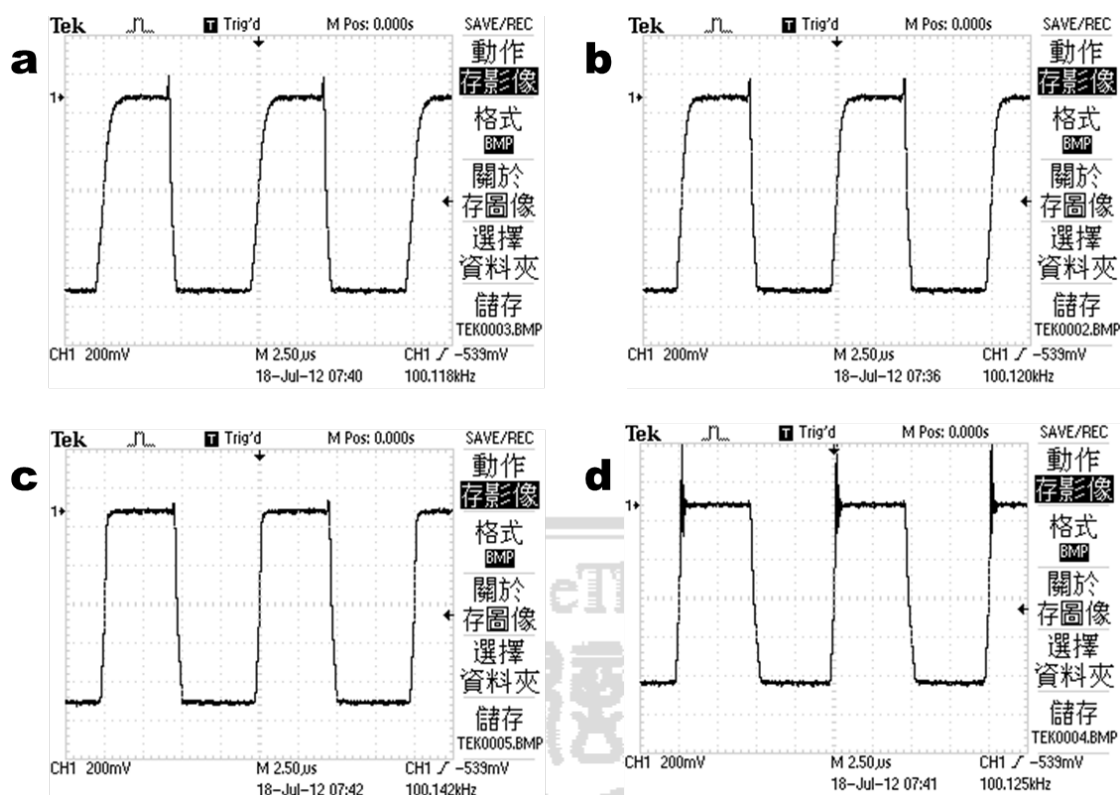 a
Tek
T Trig'd
M Pos: 0.000s
SAVE/REC
動作
存影像
1
格式
BMP
關於
存圖像
選擇
資料夾
儲存
TEK0003.BMP
CH1 200mV
M 2.50µs
CH1 -539mV
18-Jul-12 07:40
100.118kHz
b
Tek
T Trig'd
M Pos: 0.000s
SAVE/REC
動作
存影像
1
格式
BMP
關於
存圖像
選擇
資料夾
儲存
TEK0002.BMP
CH1 200mV
M 2.50µs
CH1 -539mV
18-Jul-12 07:36
100.120kHz
c
Tek
T Trig'd
M Pos: 0.000s
SAVE/REC
動作
存影像
1
格式
BMP
關於
存圖像
選擇
資料夾
儲存
TEK0005.BMP
CH1 200mV
M 2.50µs
CH1 -539mV
18-Jul-12 07:42
100.142kHz
d
Tek
T Trig'd
M Pos: 0.000s
SAVE/REC
動作
存影像
1
格式
BMP
關於
存圖像
選擇
資料夾
儲存
TEK0004.BMP
CH1 200mV
M 2.50µs
CH1 -539mV
18-Jul-12 07:41
100.125kHz